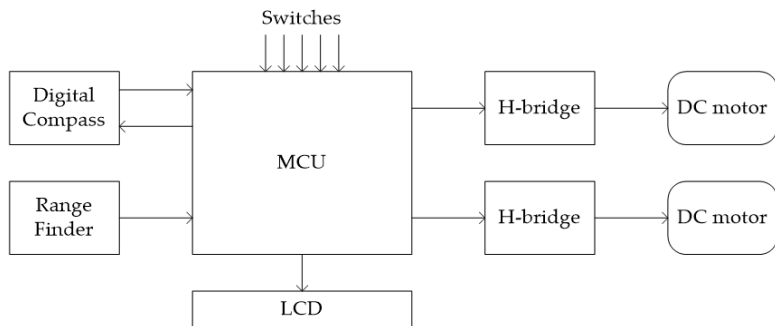 Switches
Digital
Compass
H-bridge
DC motor
MCU
Range
Finder
H-bridge
DC motor
LCD